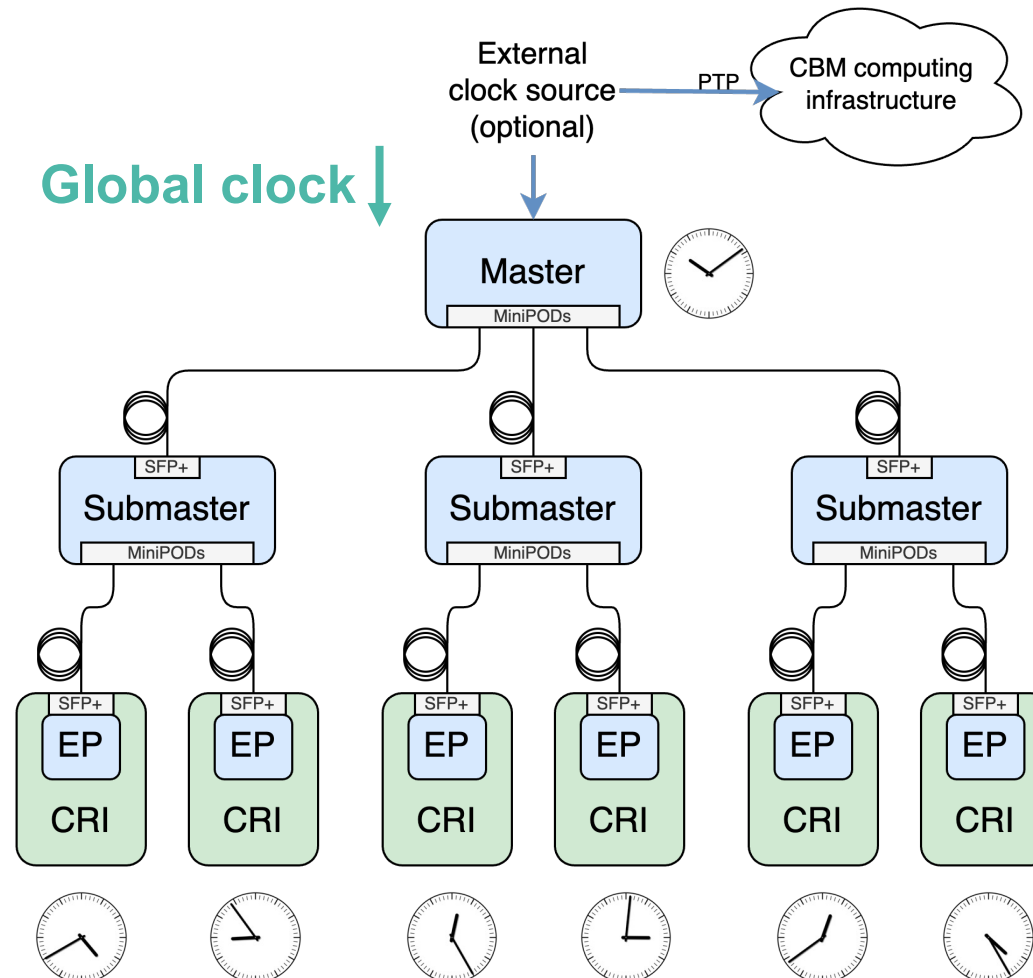 External
clock source
(optional)
PTP
CBM computing
infrastructure
Global clock
Master
MiniPODs
SFP+
Submaster
MiniPODs
SFP+
Submaster
MiniPODs
SFP+
Submaster
MiniPODs
SFP+
EP
CRI
SFP+
EP
CRI
SFP+
EP
CRI
SFP+
EP
CRI
SFP+
EP
CRI
SFP+
EP
CRI